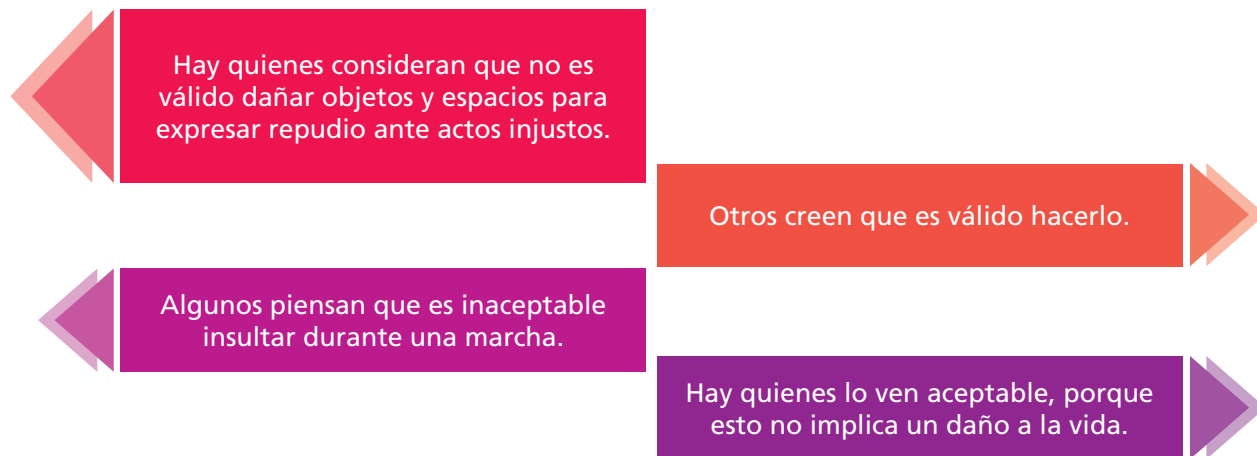 Hay quienes consideran que no es
válido dañar objetos y espacios para
expresar repudio ante actos injustos.
Otros creen que es válido hacerlo.
Algunos piensan que es inaceptable
insultar durante una marcha.
Hay quienes lo ven aceptable, porque
esto no implica un daño a la vida.